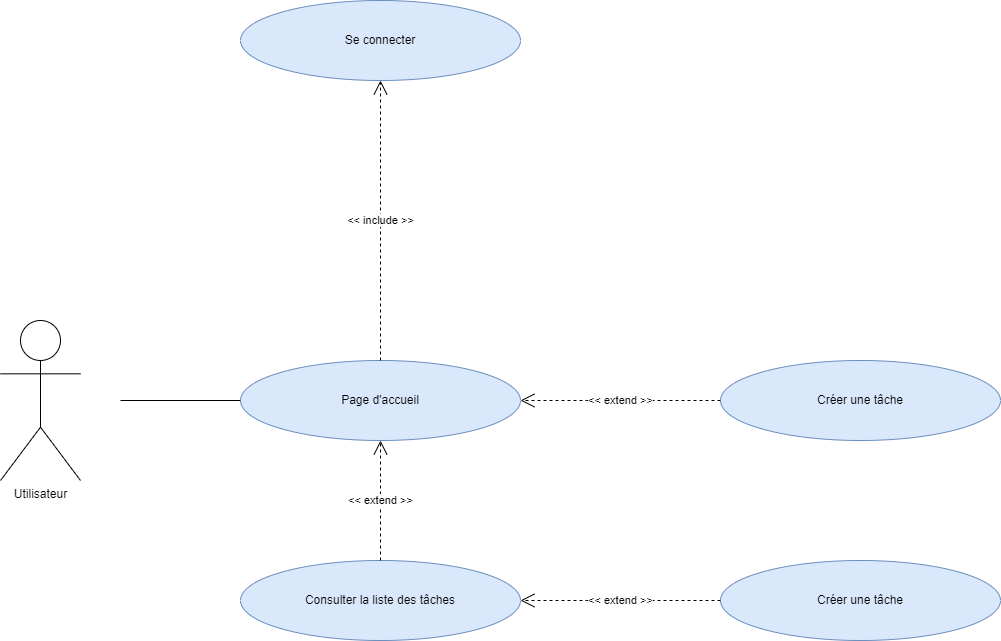 Se connecter
<< include >>
Page d'accueil
<< extend >>
Créer une tâche
Utilisateur
<< extend >>
Consulter la liste des tâches
<< extend >>
Créer une tâche